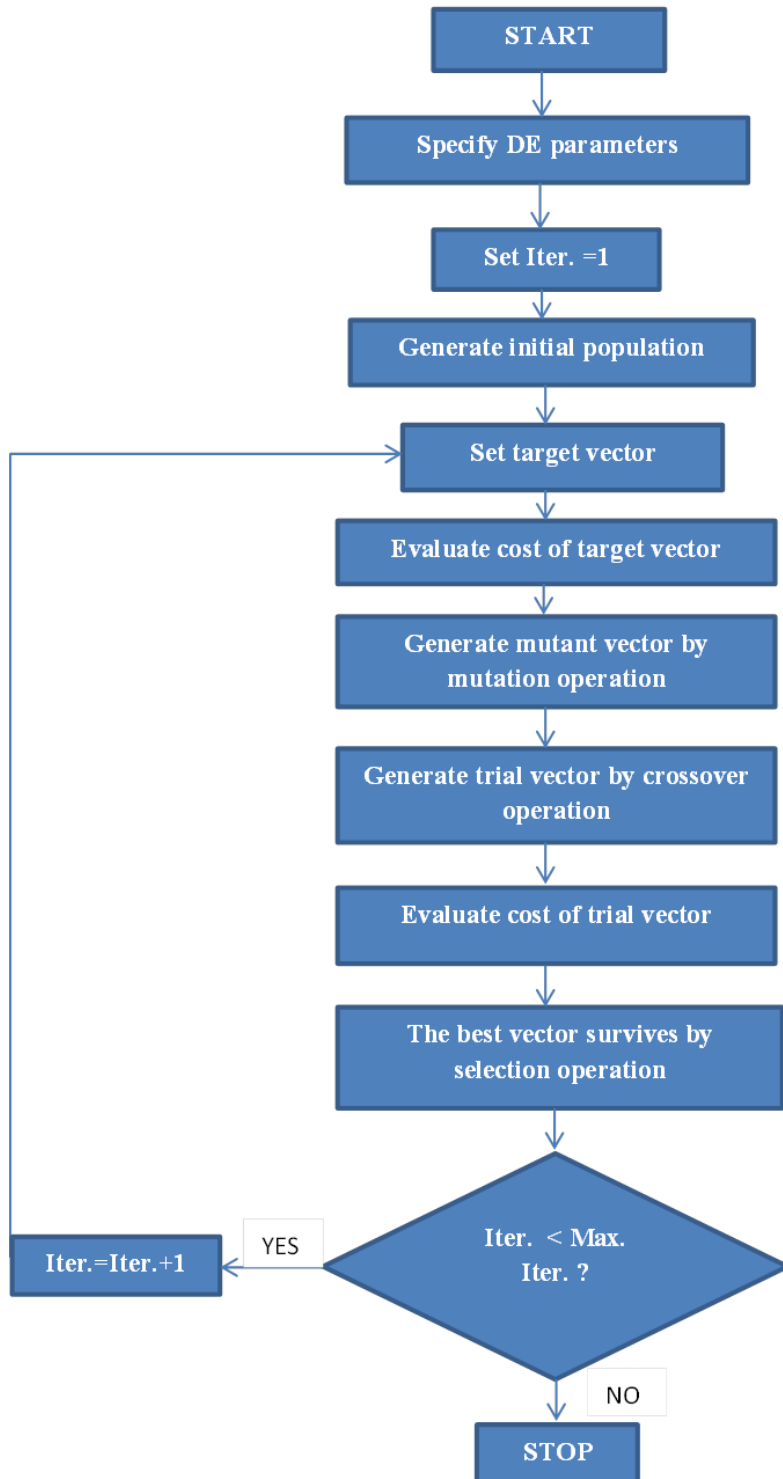 START
Specify DE parameters
Set Iter. =1
Generate initial population
Set target vector
Evaluate cost of target vector
Generate mutant vector by
mutation operation
Generate trial vector by crossover
operation
Evaluate cost of trial vector
The best vector survives by
selection operation
Iter. < Max.
Iter. ?
YES
Iter.=Iter.+1
NO
STOP